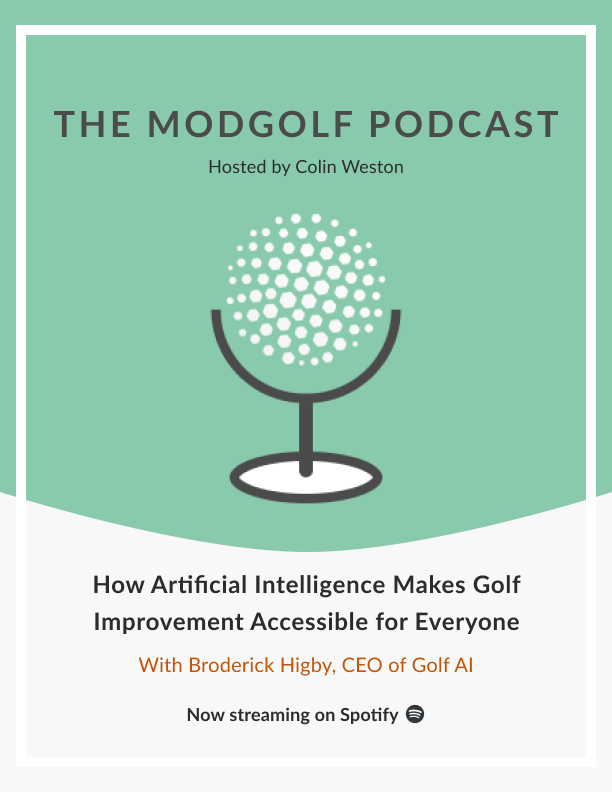 THE MODGOLF PODCAST
Hosted by Colin Weston
How Artificial Intelligence Makes Golf
Improvement Accessible for Everyone
With Broderick Higby, CEO of Golf AI
Now streaming on Spotify